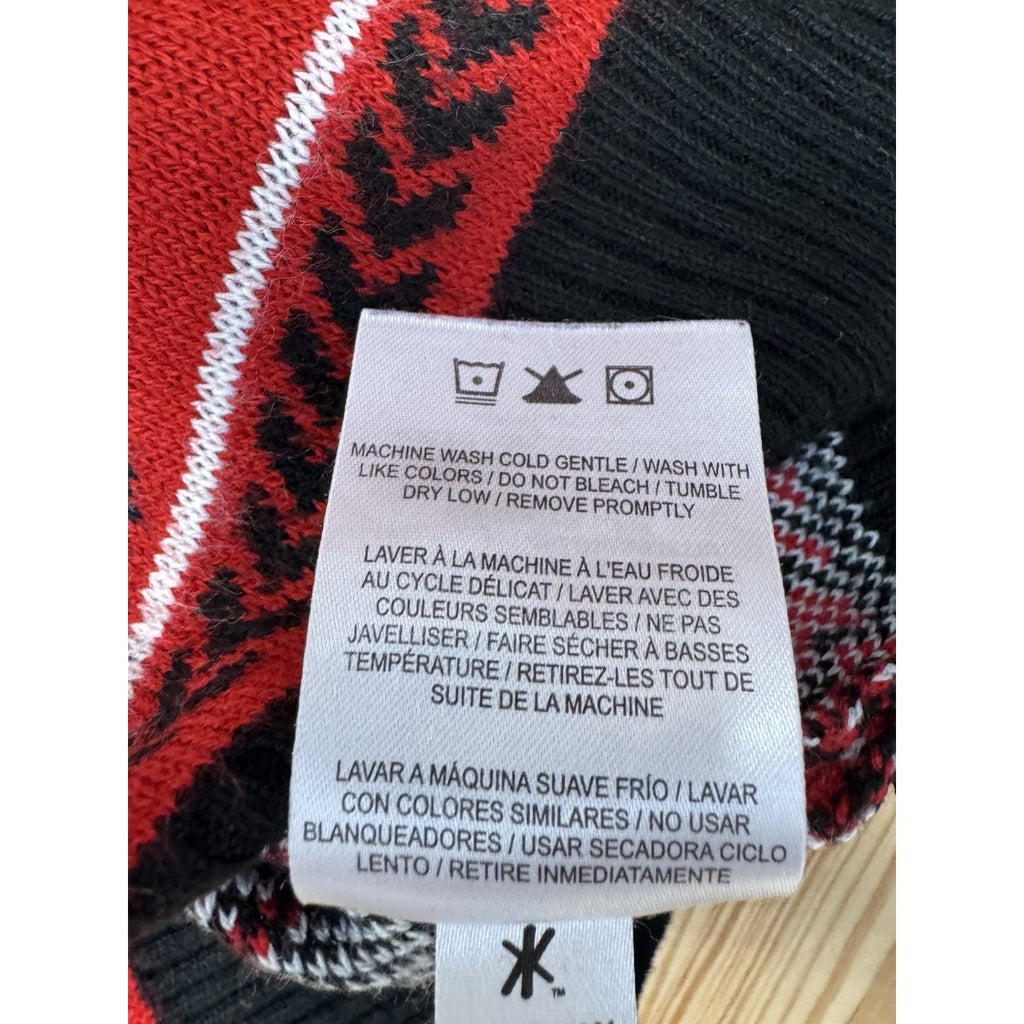 MACHINE WASH COLD GENTLE / WASH WITH
LIKE COLORS / DO NOT BLEACH / TUMBLE
DRY LOW / REMOVE PROMPTLY
LAVER À LA MACHINE À L'EAU FROIDE
AU CYCLE DÉLICAT / LAVER AVEC DES
COULEURS SEMBLABLES / NE PAS
JAVELLISER / FAIRE SÉCHER À BASSES
TEMPÉRATURE / RETIREZ-LES TOUT DE
SUITE DE LA MACHINE
LAVAR A MÁQUINA SUAVE FRÍO / LAVAR
CON COLORES SIMILARES / NO USAR
BLANQUEADORES / USAR SECADORA CICLO
LENTO / RETIRE INMEDIATAMENTE
TM